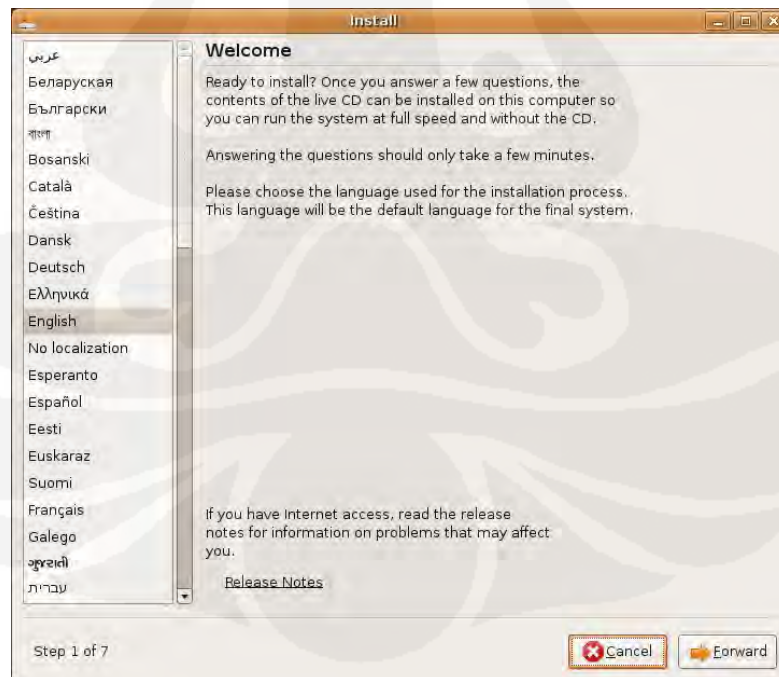 Install
عربي
Беларуская
Български
বাংলা
Bosanski
Català
Čeština
Dansk
Deutsch
Ελληνικά
English
No localization
Esperanto
Español
Eesti
Euskaraz
Suomi
Français
Galego
ગુજરાતી
עברית
Welcome
Ready to install? Once you answer a few questions, the
contents of the live CD can be installed on this computer so
you can run the system at full speed and without the CD.
Answering the questions should only take a few minutes.
Please choose the language used for the installation process.
This language will be the default language for the final system.
If you have Internet access, read the release
notes for information on problems that may affect
you.
Release Notes
Step 1 of 7
Cancel
Forward